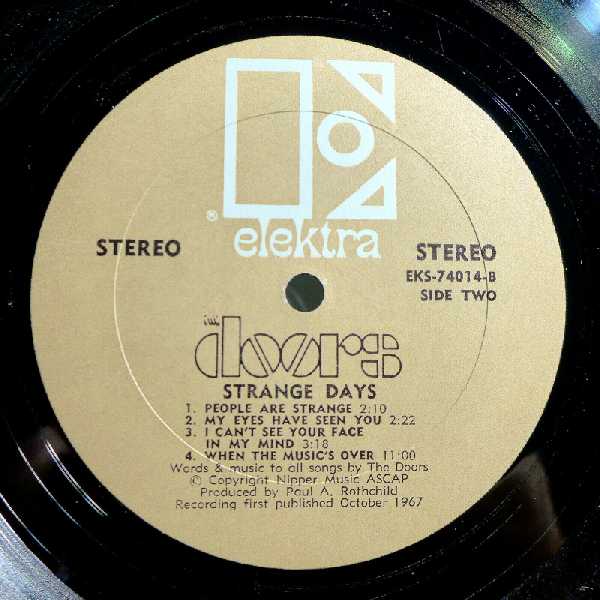 ®
elektra
STEREO
STEREO
EKS-74014-B
SIDE TWO
the
doors
STRANGE DAYS
1. PEOPLE ARE STRANGE 2:10
2. MY EYES HAVE SEEN YOU 2:22
3. I CAN'T SEE YOUR FACE
IN MY MIND 3:18
4. WHEN THE MUSIC'S OVER 11:00
Words & music to all songs by The Doors
© Copyright Nipper Music ASCAP
Produced by Paul A. Rothchild
Recording first published October 1967